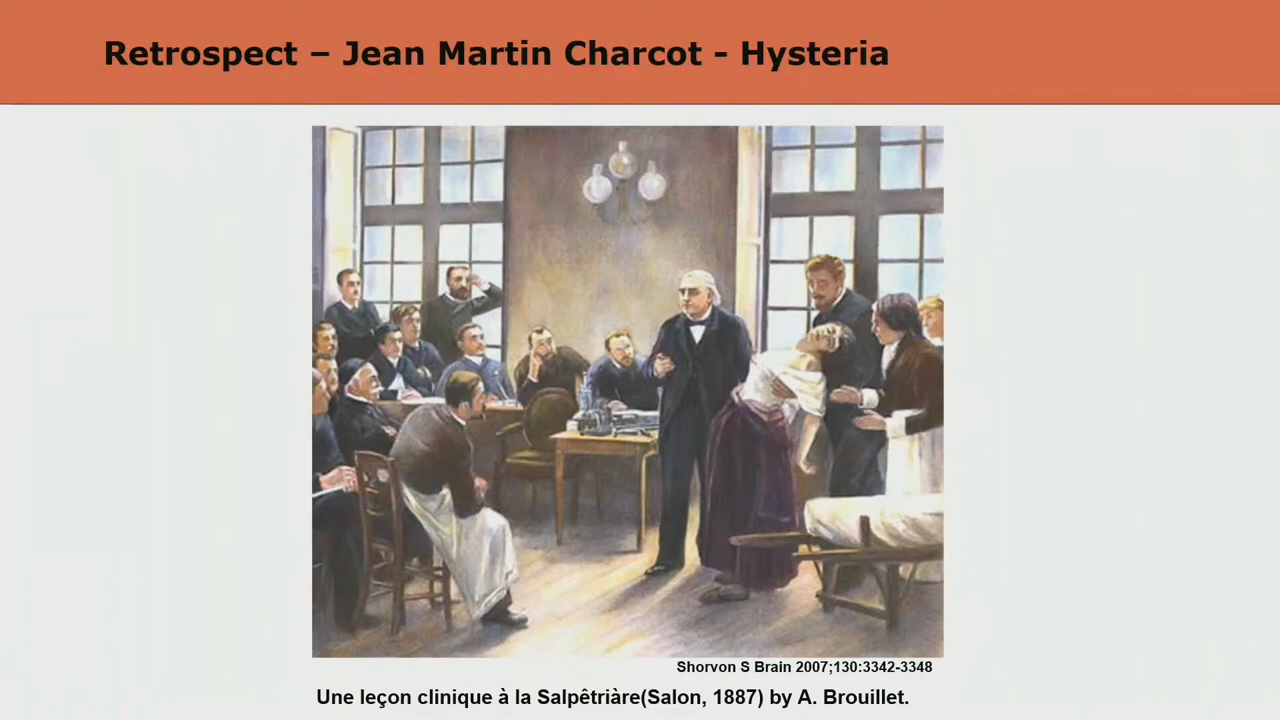 Retrospect – Jean Martin Charcot - Hysteria
Shorvon S Brain 2007;130:3342-3348
Une leçon clinique à la Salpêtriàre(Salon, 1887) by A. Brouillet.